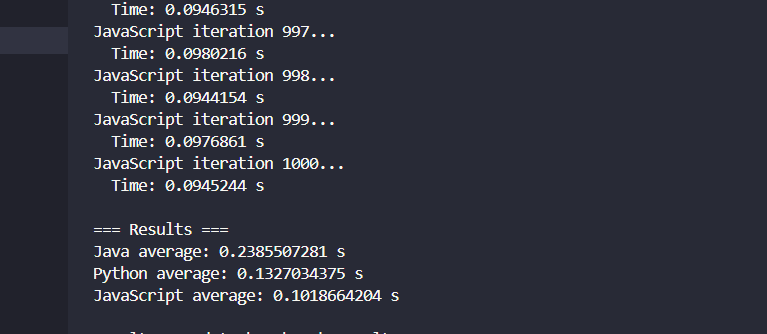 Time: 0.0946315 s
JavaScript iteration 997...
Time: 0.0980216 s
JavaScript iteration 998...
Time: 0.0944154 s
JavaScript iteration 999...
Time: 0.0976861 s
JavaScript iteration 1000...
Time: 0.0945244 s
=== Results ===
Java average: 0.2385507281 s
Python average: 0.1327034375 s
JavaScript average: 0.1018664204 s